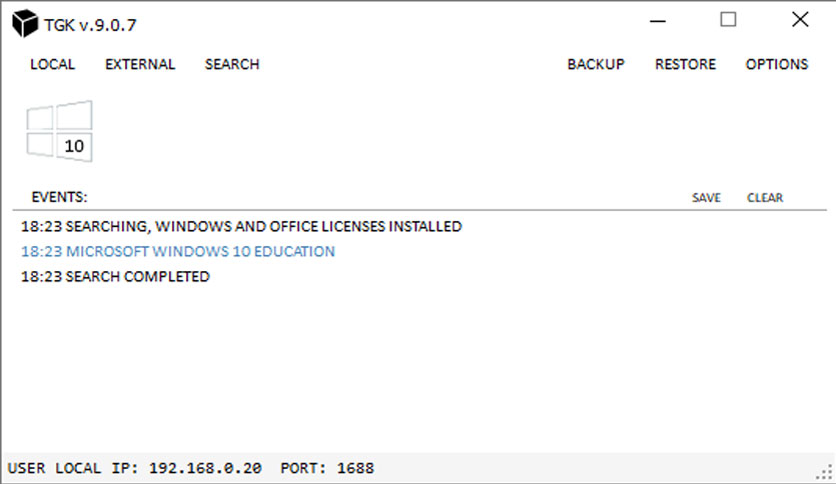 TGK v.9.0.7
LOCAL EXTERNAL SEARCH BACKUP RESTORE OPTIONS
10
EVENTS: SAVE CLEAR
18:23 SEARCHING, WINDOWS AND OFFICE LICENSES INSTALLED
18:23 MICROSOFT WINDOWS 10 EDUCATION
18:23 SEARCH COMPLETED
USER LOCAL IP: 192.168.0.20 PORT: 1688